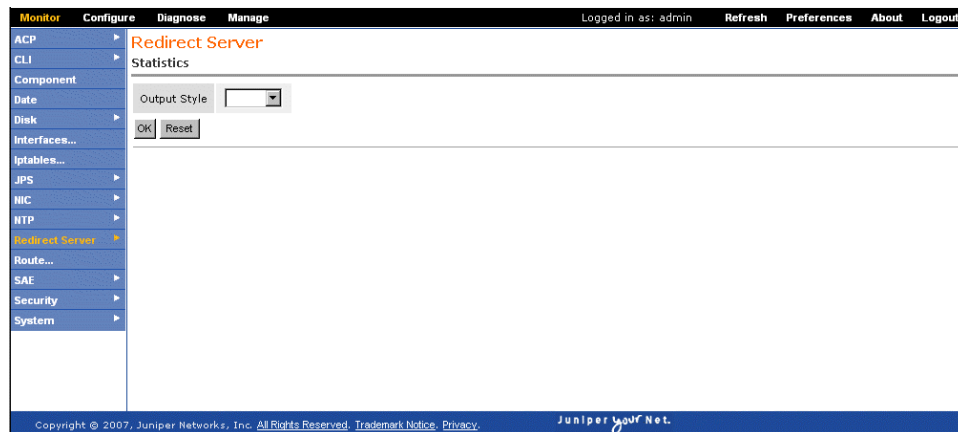 Monitor Configure Diagnose Manage Logged in as: admin Refresh Preferences About Logout
ACP
CLI
Component
Date
Disk
Interfaces...
Iptables...
JPS
NIC
NTP
Redirect Server
Route...
SAE
Security
System
Redirect Server
Statistics
Output Style
OK Reset
Copyright © 2007, Juniper Networks, Inc. All Rights Reserved. Trademark Notice. Privacy.
Juniper your Net.